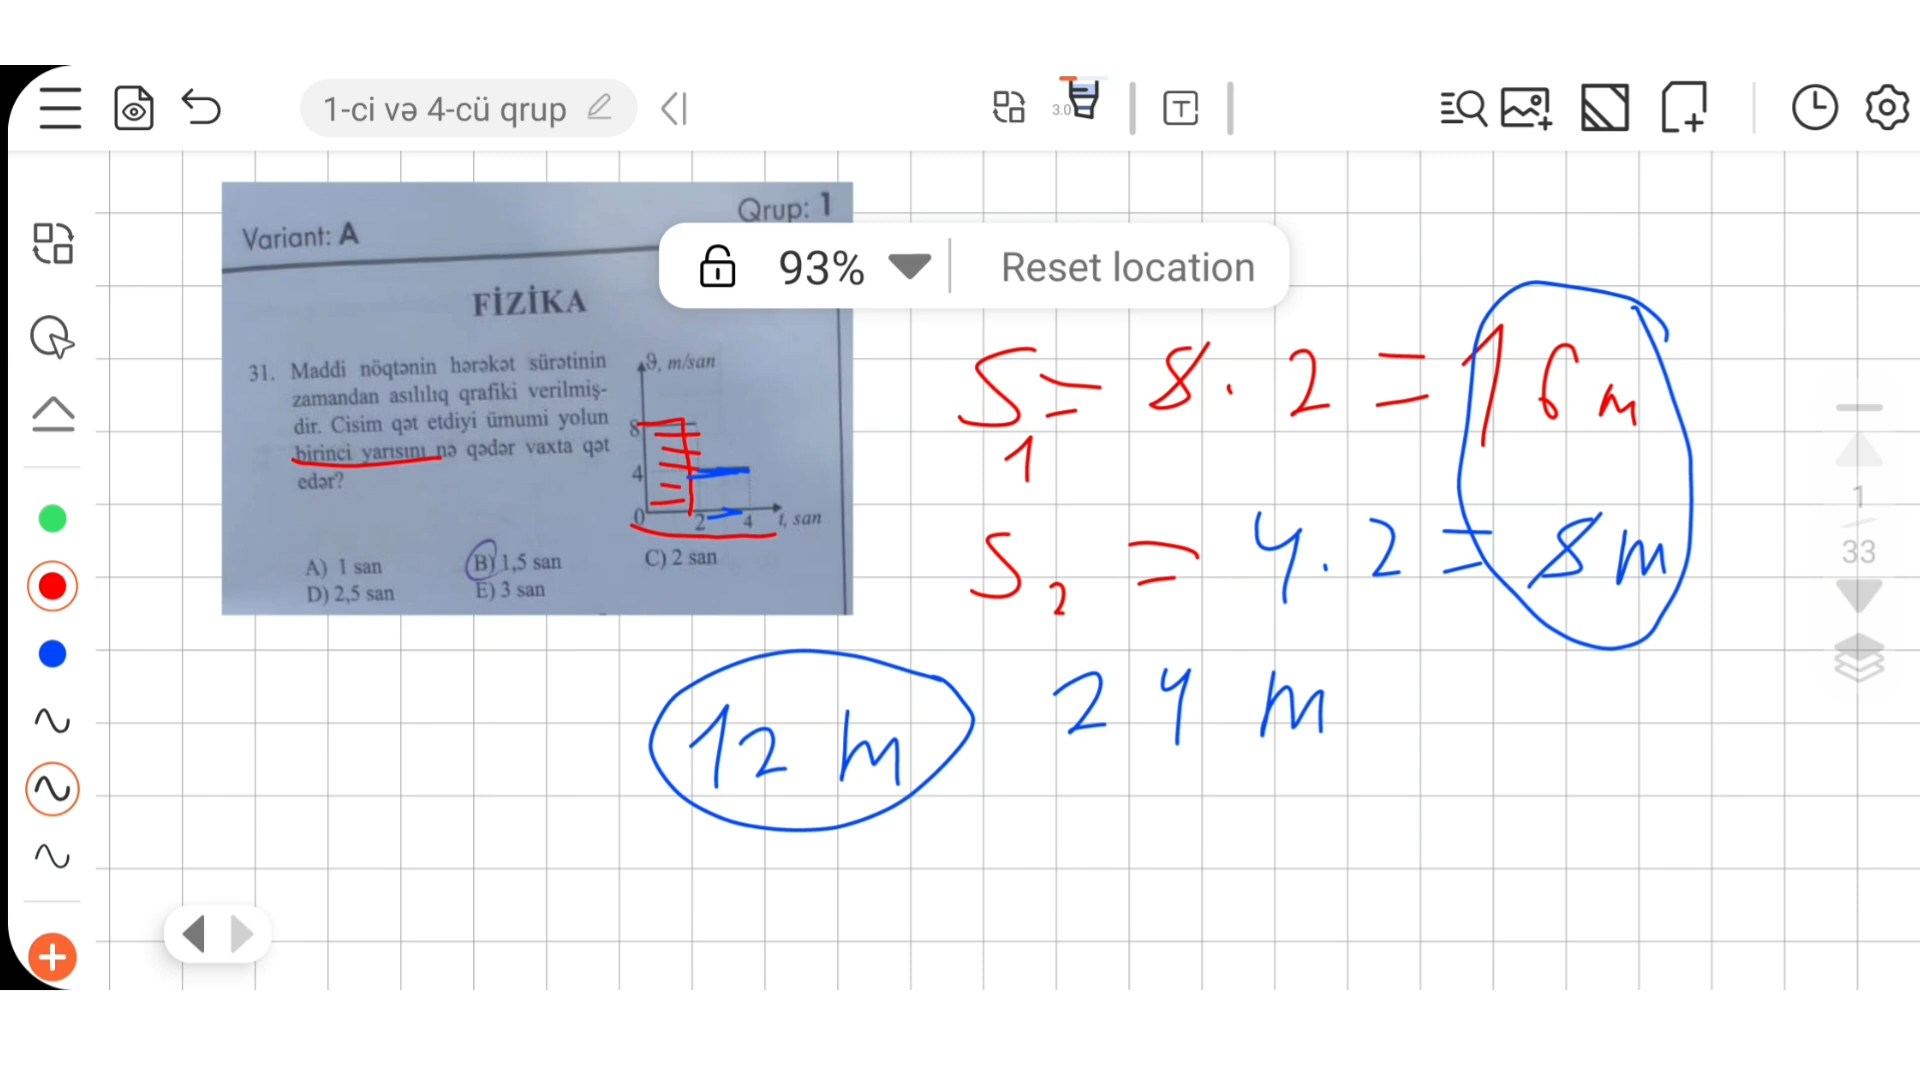 1-ci və 4-cü qrup
3.0
T
Variant: A
Qrup: 1
93%
Reset location
FİZİKA
31. Maddi nöqtənin hərəkət sürətinin
zamandan asılılıq qrafiki verilmiş-
dir. Cisim qət etdiyi ümumi yolun
birinci yarısını nə qədər vaxta qət
edər?
ϑ, m/san
8
4
0 2 4 t, san
A) 1 san B) 1,5 san C) 2 san
D) 2,5 san E) 3 san
S1 = 8 · 2 = 16 m
S2 = 4 . 2 = 8 m
24 m
12 m
1
33